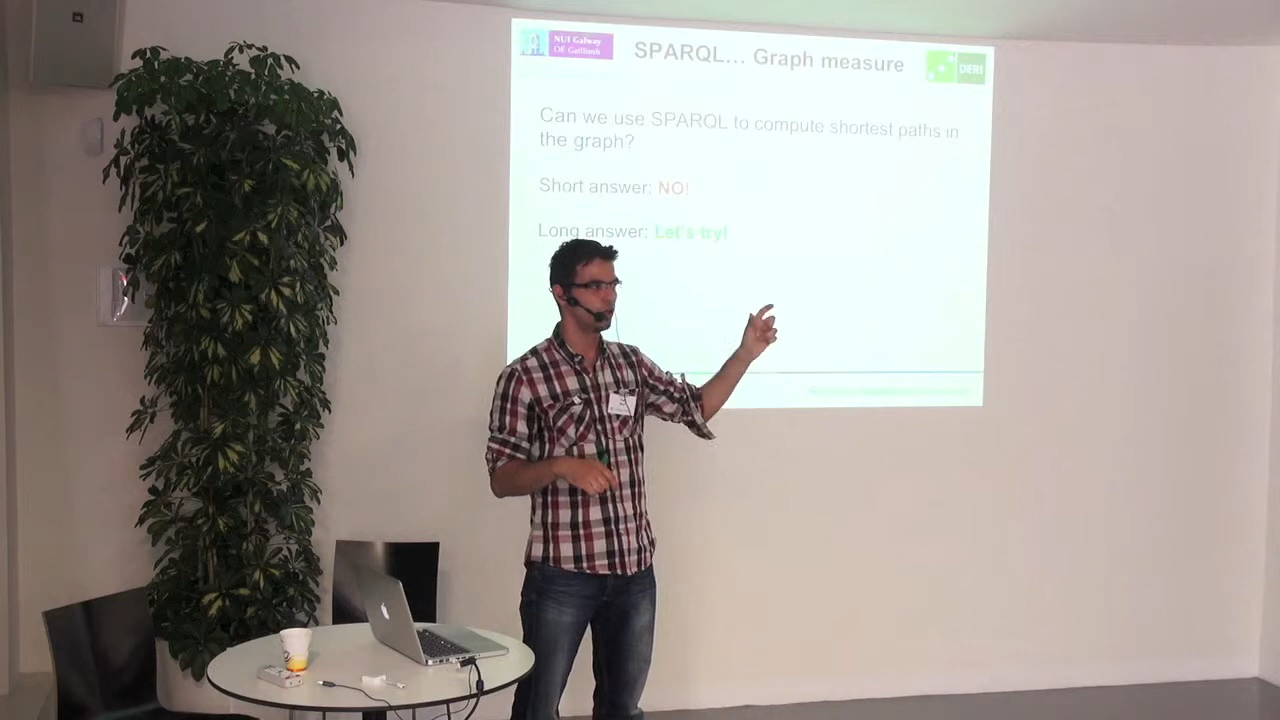 NUI Galway
OÉ Gaillimh
SPARQL... Graph measure
DERI
Can we use SPARQL to compute shortest paths in
the graph?
Short answer: NO!
Long answer: Let's try!